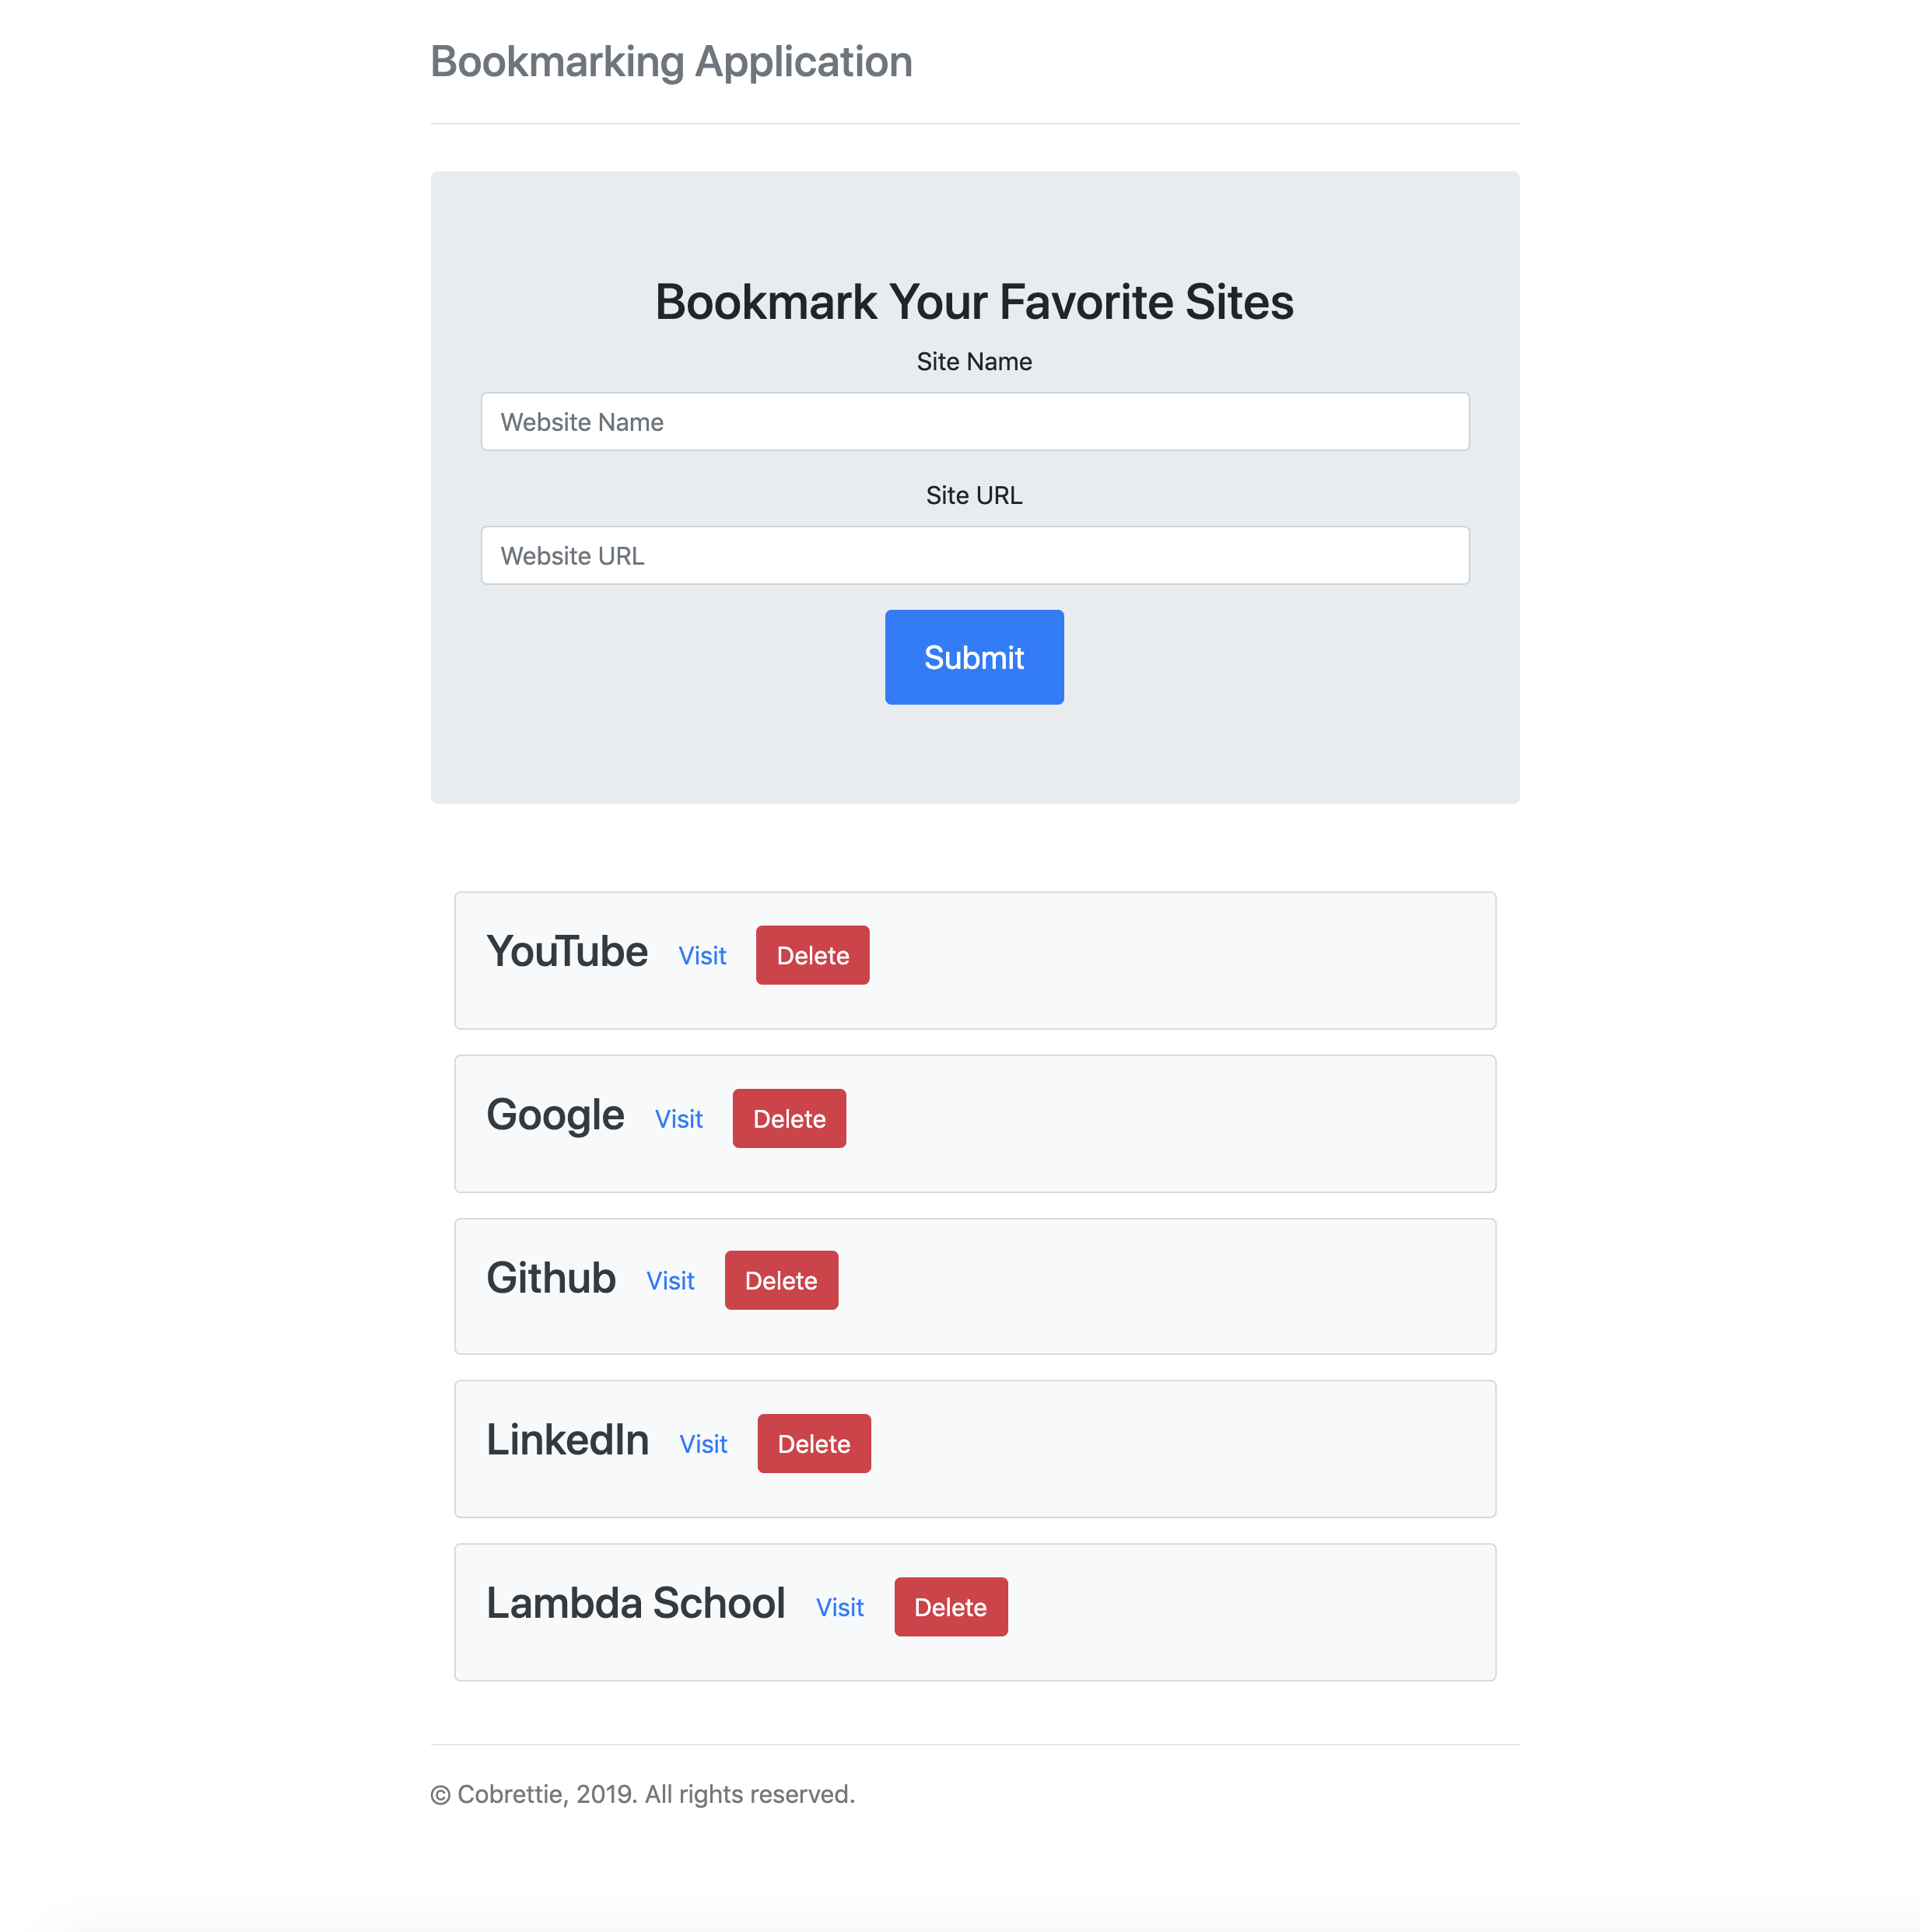 Bookmarking Application
Bookmark Your Favorite Sites
Site Name
Website Name
Site URL
Website URL
Submit
YouTube Visit Delete
Google Visit Delete
Github Visit Delete
LinkedIn Visit Delete
Lambda School Visit Delete
© Cobrettie, 2019. All rights reserved.